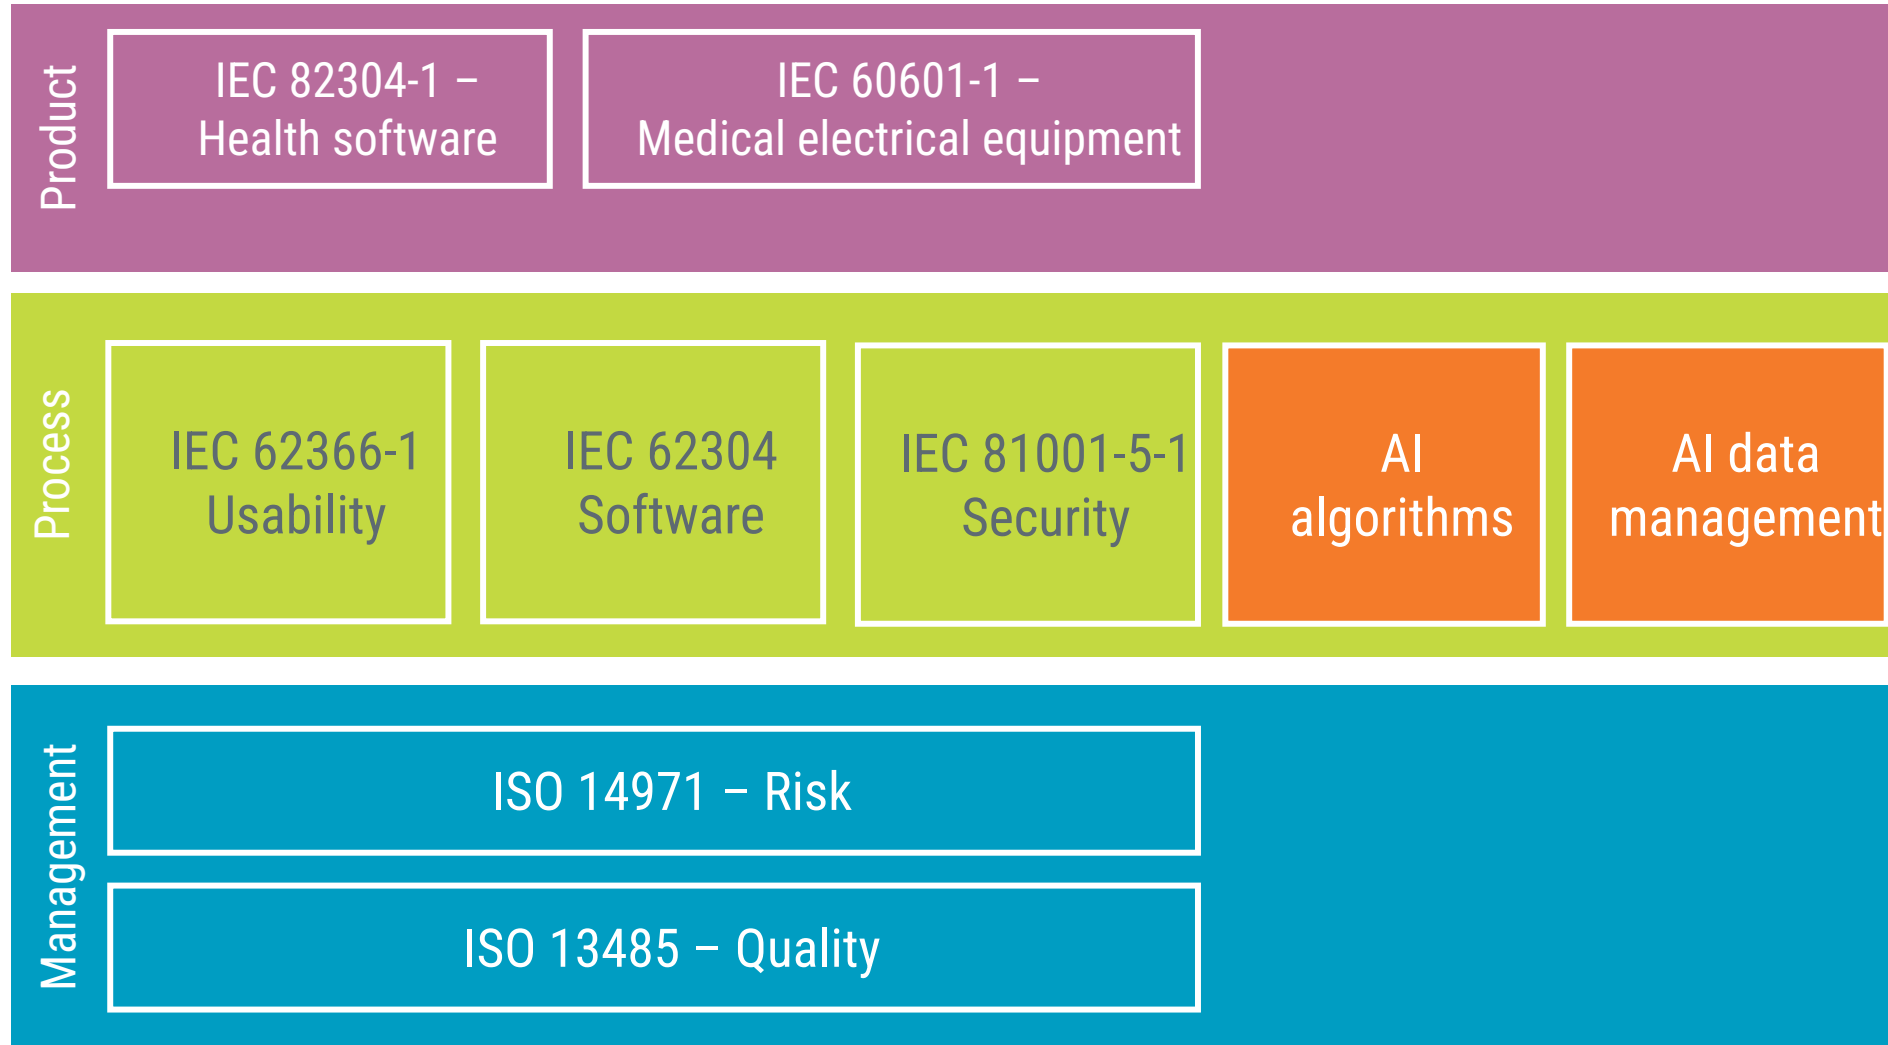 Product
IEC 82304-1 –
Health software
IEC 60601-1 –
Medical electrical equipment
Process
IEC 62366-1
Usability
IEC 62304
Software
IEC 81001-5-1
Security
AI
algorithms
AI data
management
Management
ISO 14971 – Risk
ISO 13485 – Quality